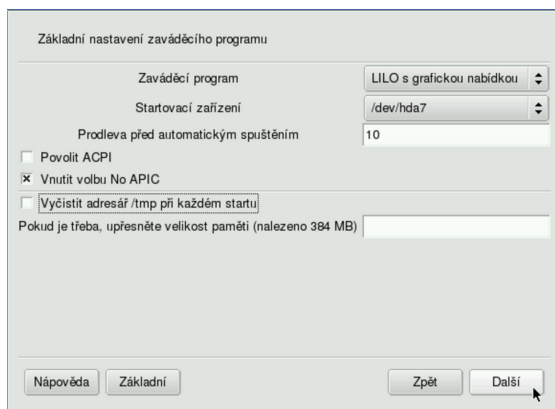 Základní nastavení zaváděcího programu
Zaváděcí program LILO s grafickou nabídkou
Startovací zařízení /dev/hda7
Prodleva před automatickým spuštěním 10
Povolit ACPI
Vnutit volbu No APIC
Vyčistit adresář /tmp při každém startu
Pokud je třeba, upřesněte velikost paměti (nalezeno 384 MB)
Nápověda Základní Zpět Další